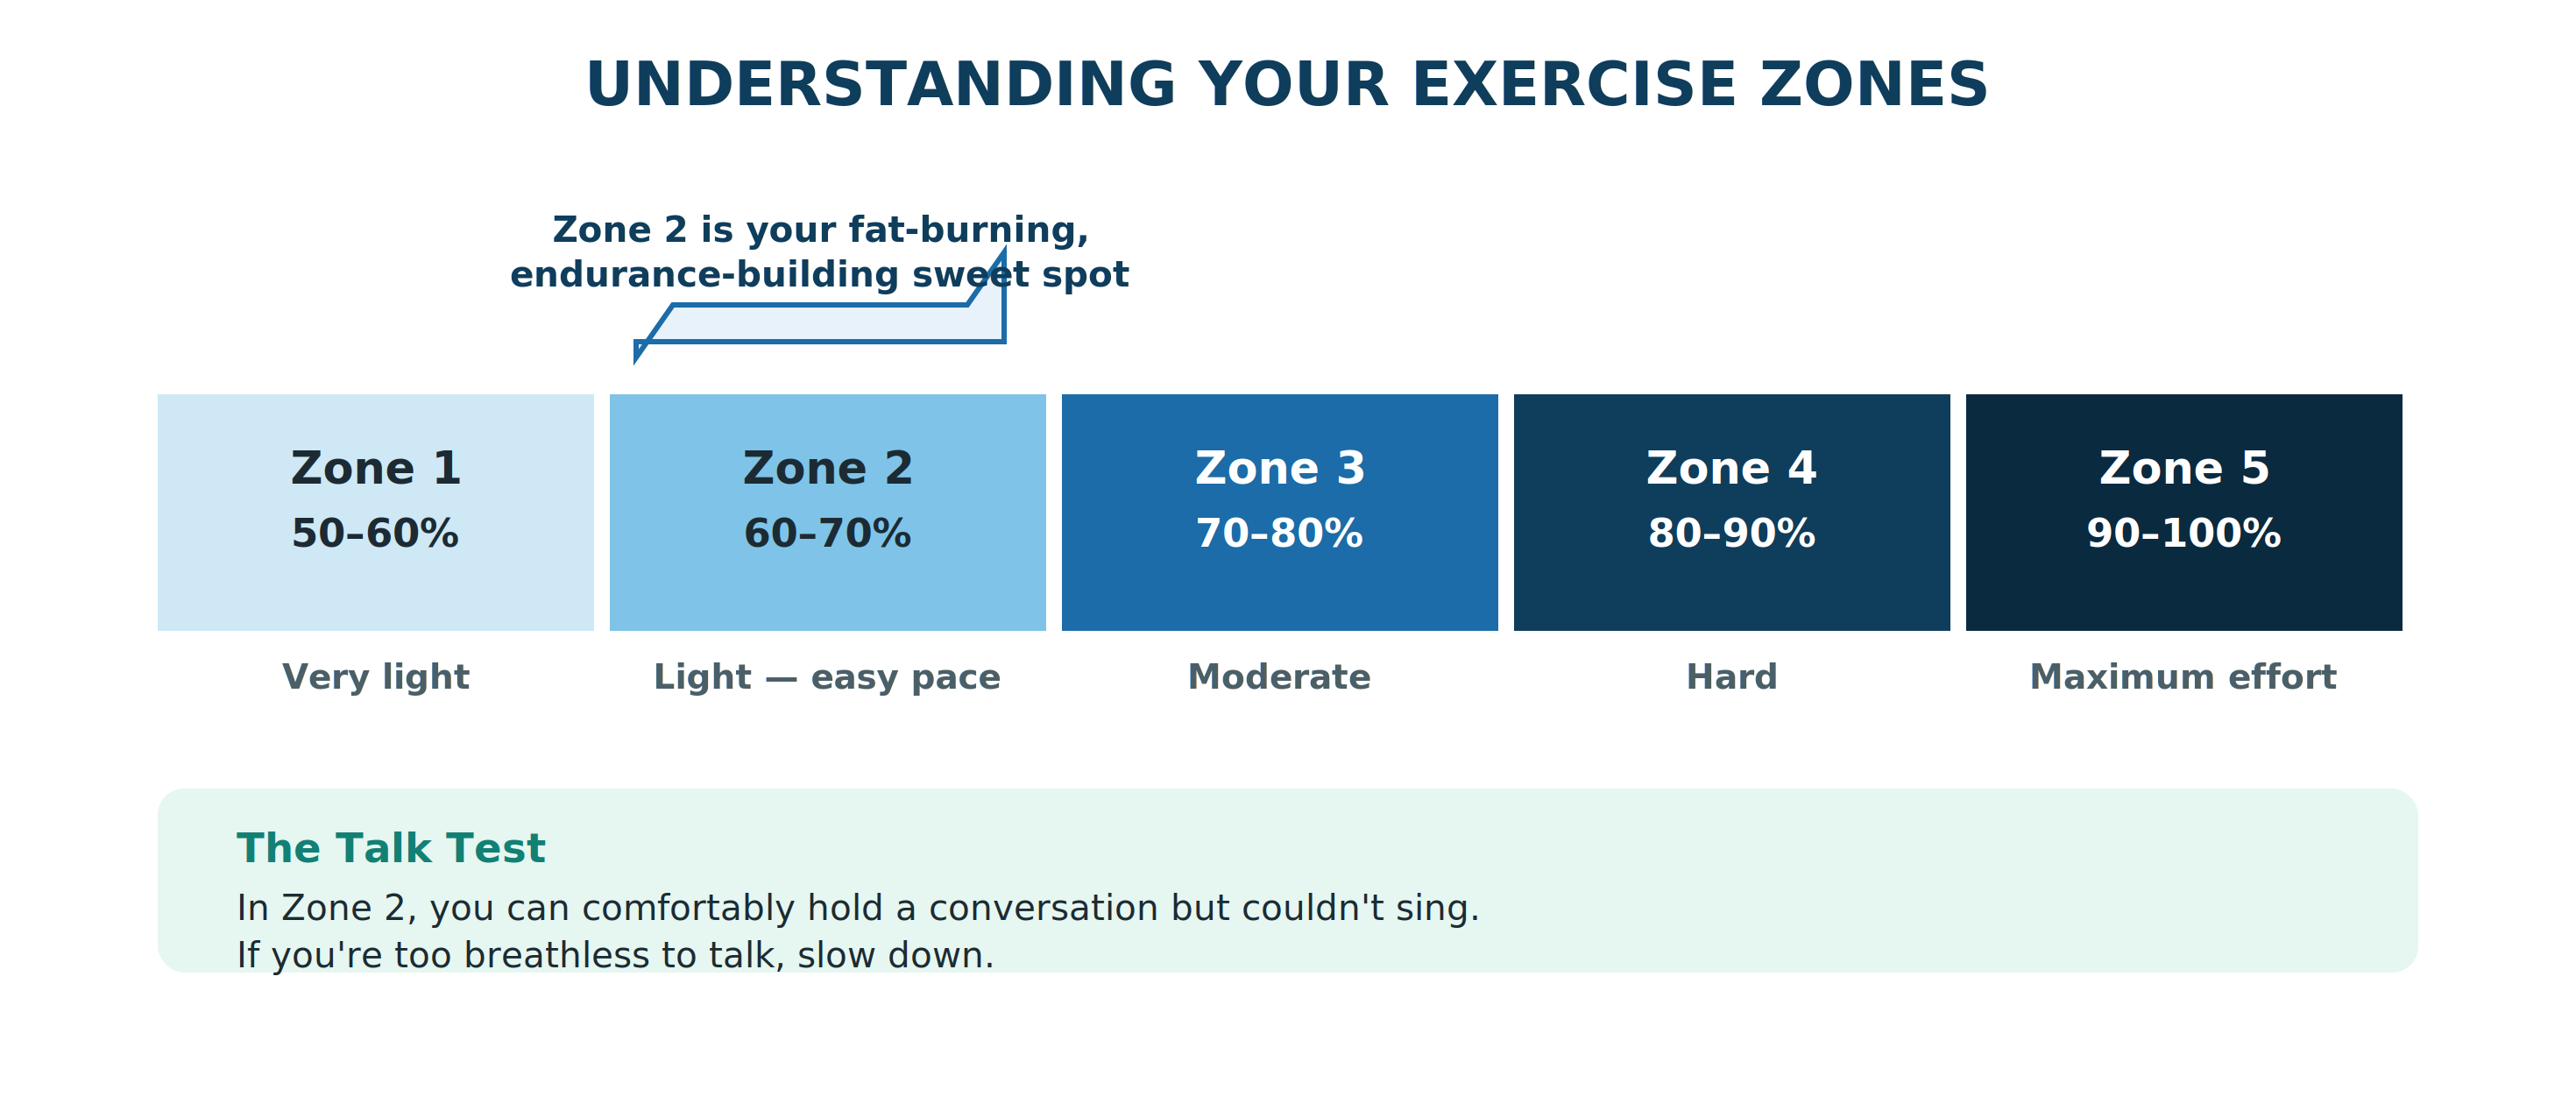 UNDERSTANDING YOUR EXERCISE ZONES
Zone 2 is your fat-burning,
endurance-building sweet spot
Zone 1
50–60%
Very light
Zone 2
60–70%
Light — easy pace
Zone 3
70–80%
Moderate
Zone 4
80–90%
Hard
Zone 5
90–100%
Maximum effort
The Talk Test
In Zone 2, you can comfortably hold a conversation but couldn't sing.
If you're too breathless to talk, slow down.